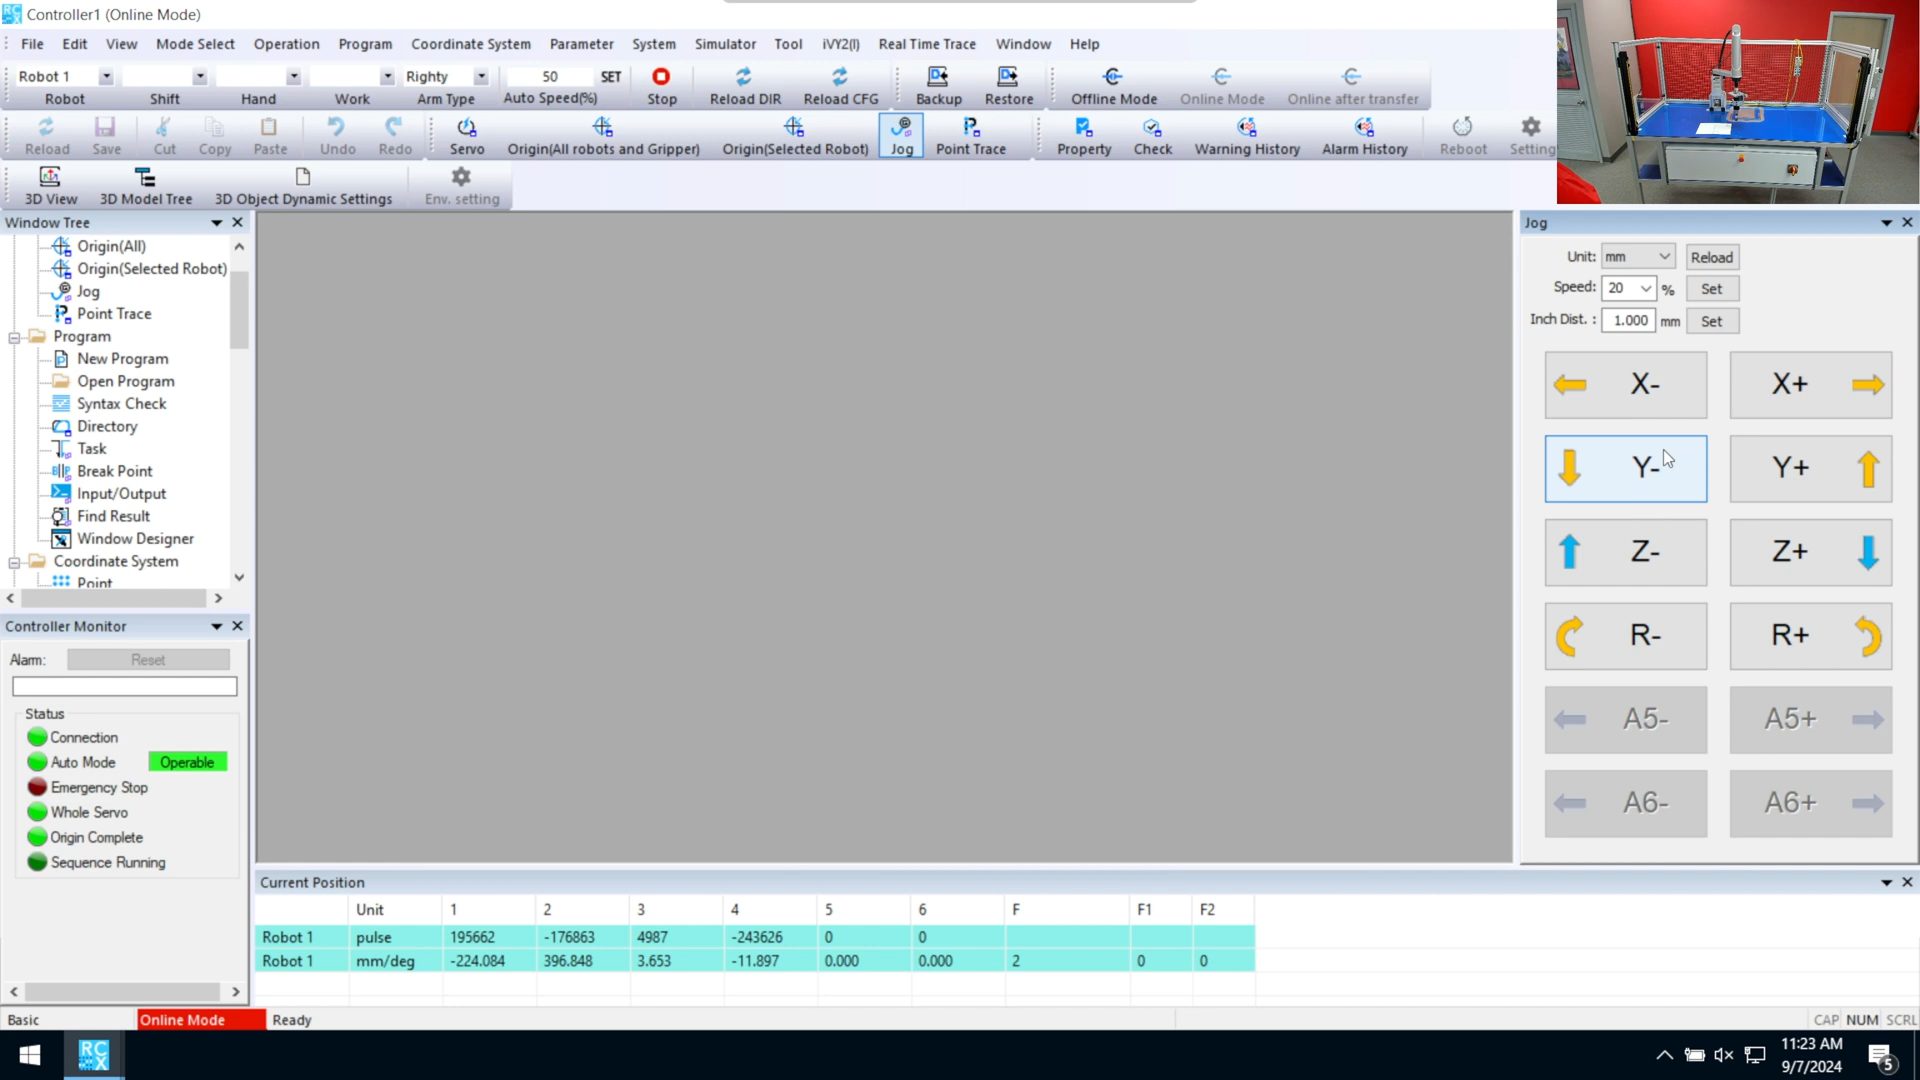 RCX Controller1 (Online Mode)
File Edit View Mode Select Operation Program Coordinate System Parameter System Simulator Tool iVY2(I) Real Time Trace Window Help
Robot 1 Righty 50 SET
Robot Shift Hand Work Arm Type Auto Speed(%) Stop Reload DIR Reload CFG Backup Restore Offline Mode Online Mode Online after transfer
Reload Save Cut Copy Paste Undo Redo Servo Origin(All robots and Gripper) Origin(Selected Robot) Jog Point Trace Property Check Warning History Alarm History Reboot Setting
3D View 3D Model Tree 3D Object Dynamic Settings Env. setting
Window Tree
Origin(All)
Origin(Selected Robot)
Jog
Point Trace
Program
New Program
Open Program
Syntax Check
Directory
Task
Break Point
Input/Output
Find Result
Window Designer
Coordinate System
Point
Controller Monitor
Alarm: Reset
Status
Connection
Auto Mode Operable
Emergency Stop
Whole Servo
Origin Complete
Sequence Running
Jog
Unit: mm Reload
Speed: 20 % Set
Inch Dist. : 1.000 mm Set
X- X+
Y- Y+
Z- Z+
R- R+
A5- A5+
A6- A6+
Current Position
Unit 1 2 3 4 5 6 F F1 F2
Robot 1 pulse 195662 -176863 4987 -243626 0 0
Robot 1 mm/deg -224.084 396.848 3.653 -11.897 0.000 0.000 2 0 0
Basic Online Mode Ready CAP NUM SCRL
RCX
11:23 AM
9/7/2024
5